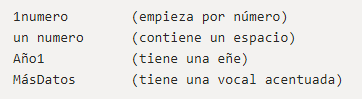 1numero (empieza por número)
un numero (contiene un espacio)
Año1 (tiene una eñe)
MásDatos (tiene una vocal acentuada)